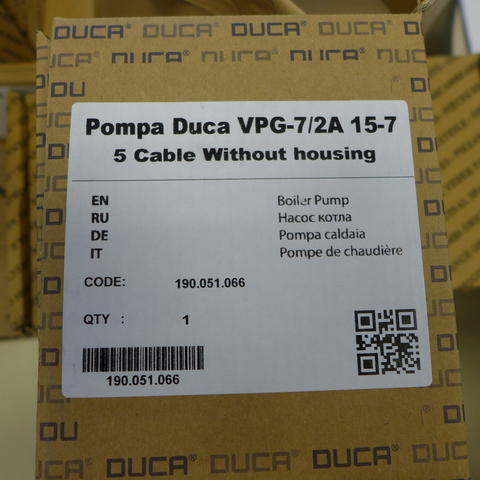 DUCA® DUCA® DUCA® DUCA®
DUCA®
Pompa Duca VPG-7/2A 15-7
5 Cable Without housing
EN Boiler Pump
RU Насос котла
DE Pompa caldaia
IT Pompe de chaudière
CODE: 190.051.066
QTY : 1
190.051.066
DUCA® DUCA® DUCA® DUCA